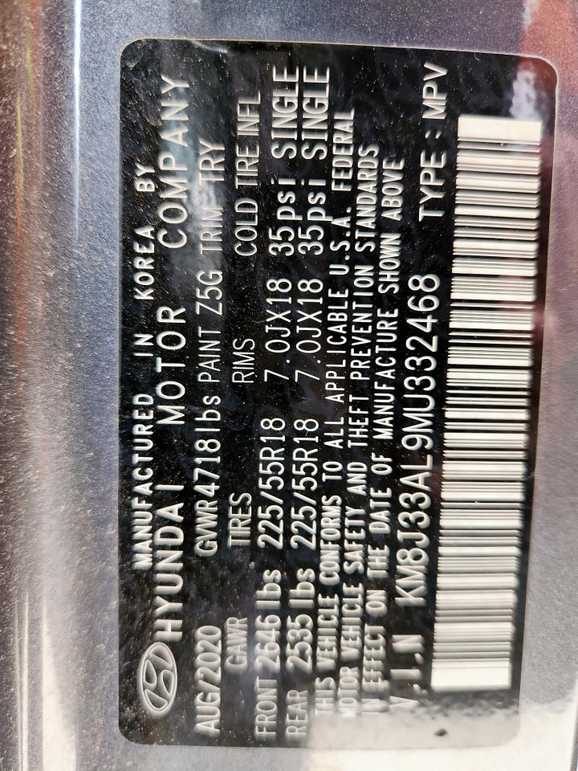 MANUFACTURED IN KOREA BY
HYUNDAI MOTOR COMPANY
AUG/2020 GVWR 4718 lbs PAINT Z5G TRIM TRY
GAWR TIRES RIMS COLD TIRE INFL
FRONT 2646 lbs 225/55R18 7.0JX18 35psi SINGLE
REAR 2535 lbs 225/55R18 7.0JX18 35psi SINGLE
THIS VEHICLE CONFORMS TO ALL APPLICABLE U.S.A. FEDERAL
MOTOR VEHICLE SAFETY AND THEFT PREVENTION STANDARDS
IN EFFECT ON THE DATE OF MANUFACTURE SHOWN ABOVE
V.I.N KM8J33AL9MU332468 TYPE : MPV